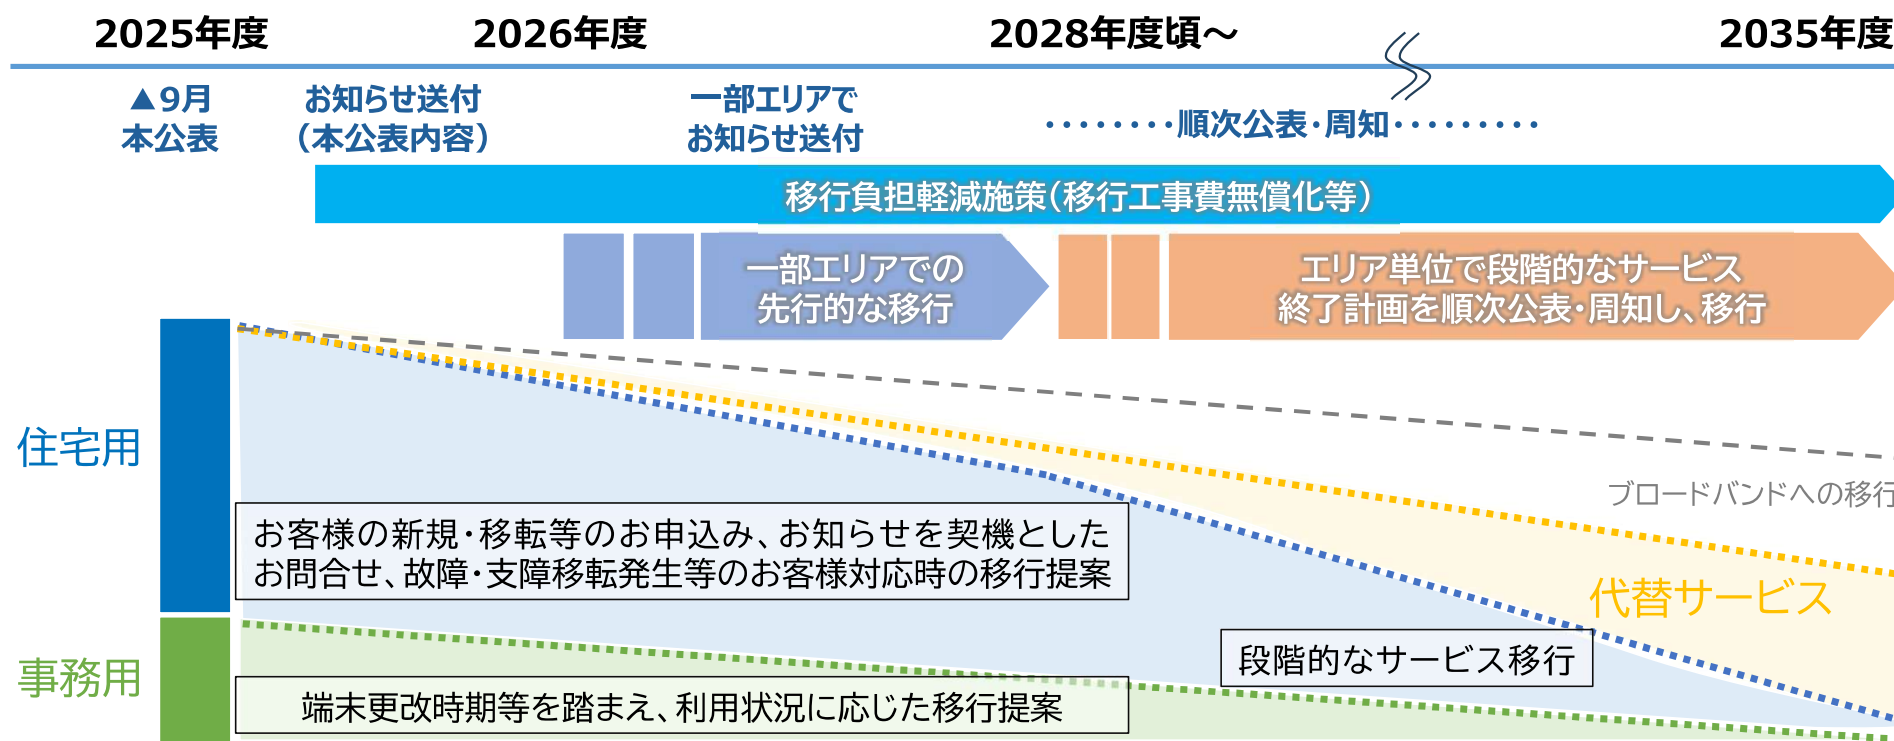 2025年度
2026年度
2028年度頃～
2035年度
▲9月
本公表
お知らせ送付
（本公表内容）
一部エリアで
お知らせ送付
・・・・・・・・順次公表・周知・・・・・・・・・
移行負担軽減施策（移行工事費無償化等）
一部エリアでの
先行的な移行
エリア単位で段階的なサービス
終了計画を順次公表・周知し、移行
住宅用
ブロードバンドへの移行
お客様の新規・移転等のお申込み、お知らせを契機とした
お問合せ、故障・支障移転発生等のお客様対応時の移行提案
代替サービス
段階的なサービス移行
事務用
端末更改時期等を踏まえ、利用状況に応じた移行提案